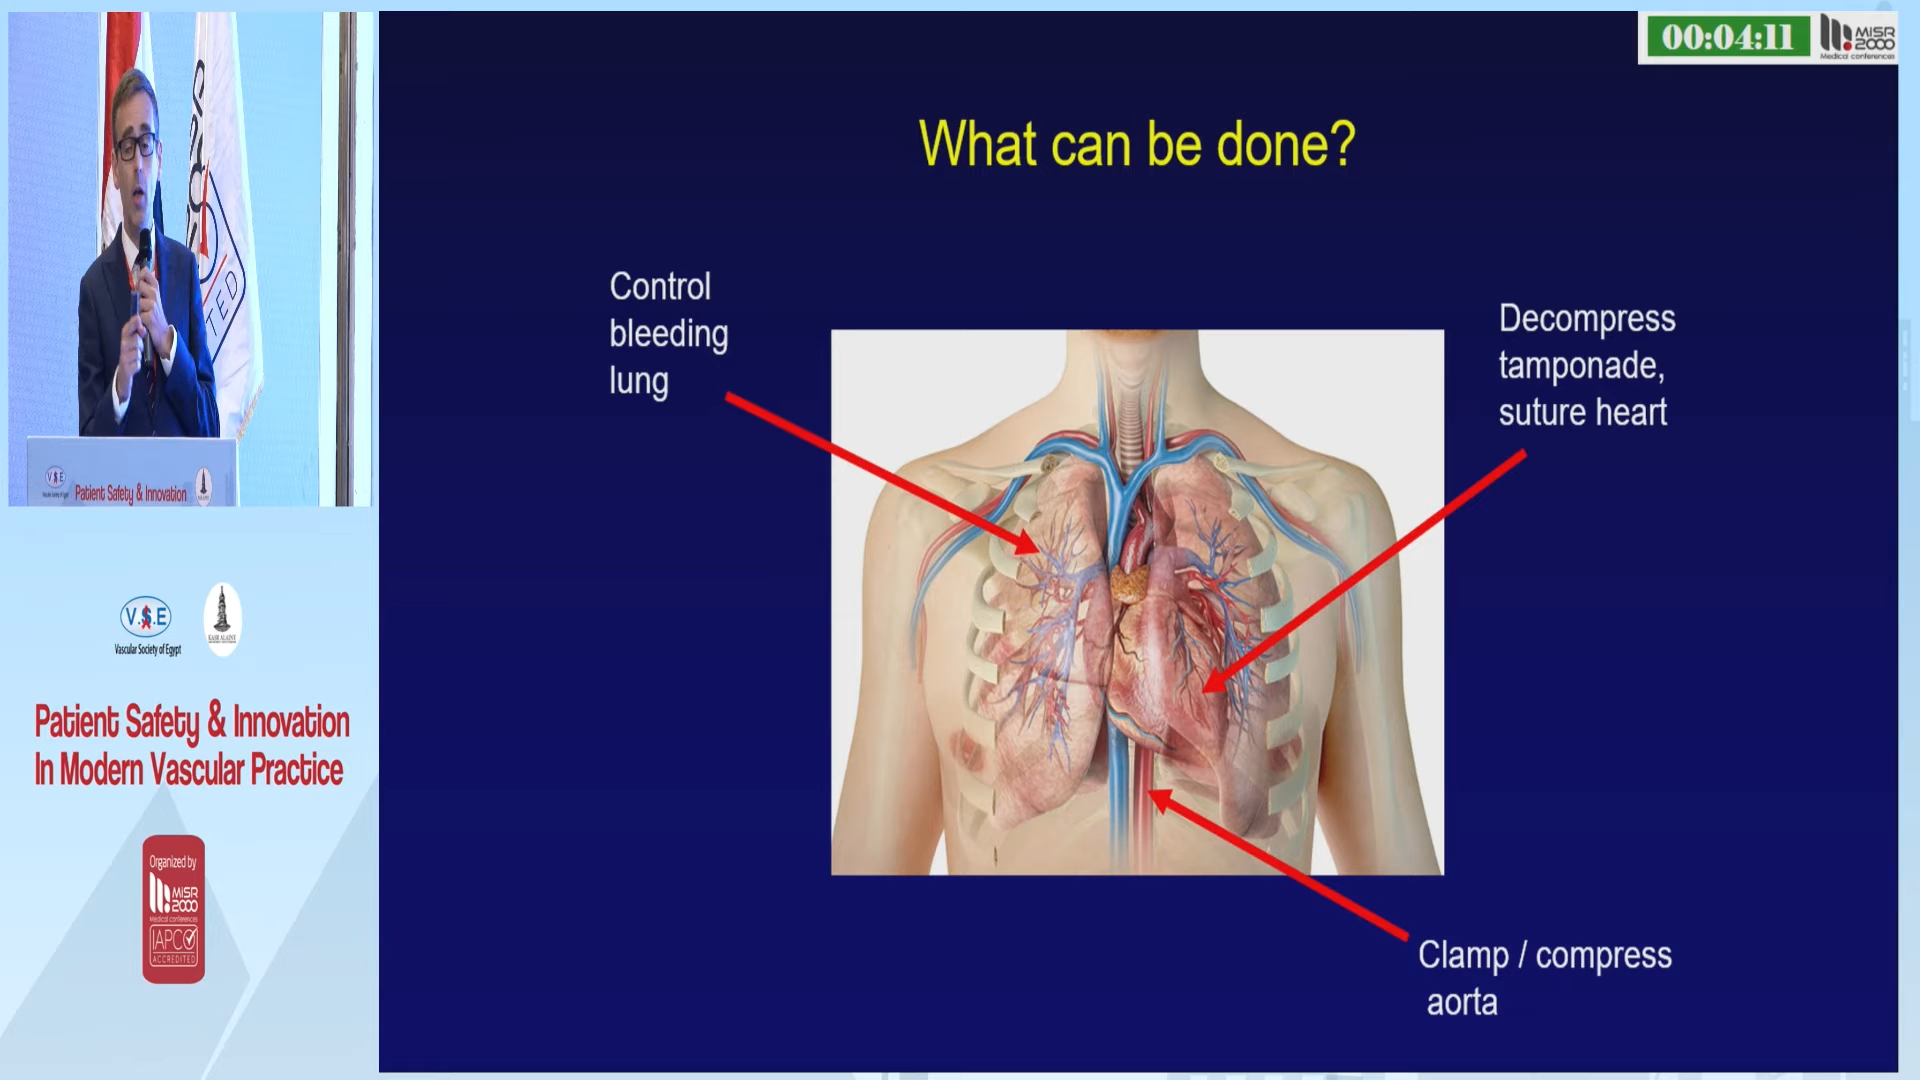 00:04:11
MISR
2000
Medical conferences
What can be done?
Control
bleeding
lung
Decompress
tamponade,
suture heart
Clamp / compress
aorta
TED
V.S.E
Patient Safety & Innovation
V.S.E
Vascular Society of Egypt
KASR ALAINY
Patient Safety & Innovation
In Modern Vascular Practice
Organized by
MISR
2000
Medical conferences
IAPCO
ACCREDITED